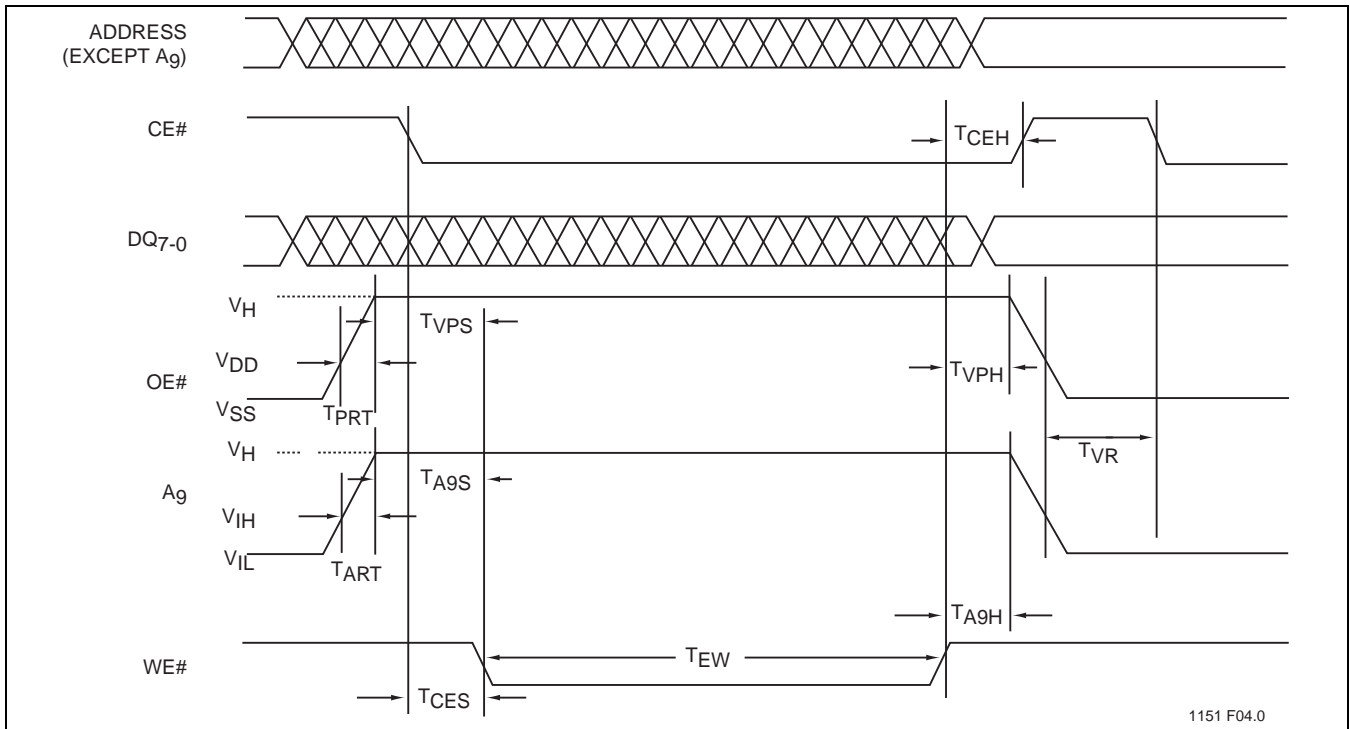 ADDRESS
(EXCEPT A9)
CE#
TCEH
DQ7-0
VH
TVPS
VDD
TVPH
OE#
VSS
TPRT
VH
TVR
TA9S
A9
VIH
VIL
TART
TA9H
WE#
TEW
TCES
1151 F04.0